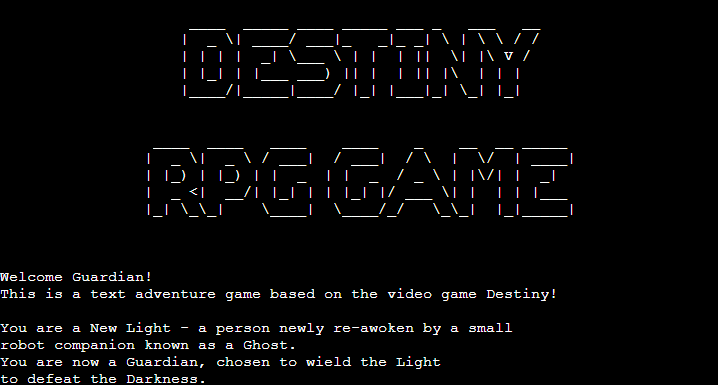 DESTINY
RPG GAME
Welcome Guardian!
This is a text adventure game based on the video game Destiny!
You are a New Light - a person newly re-awoken by a small
robot companion known as a Ghost.
You are now a Guardian, chosen to wield the Light
to defeat the Darkness.